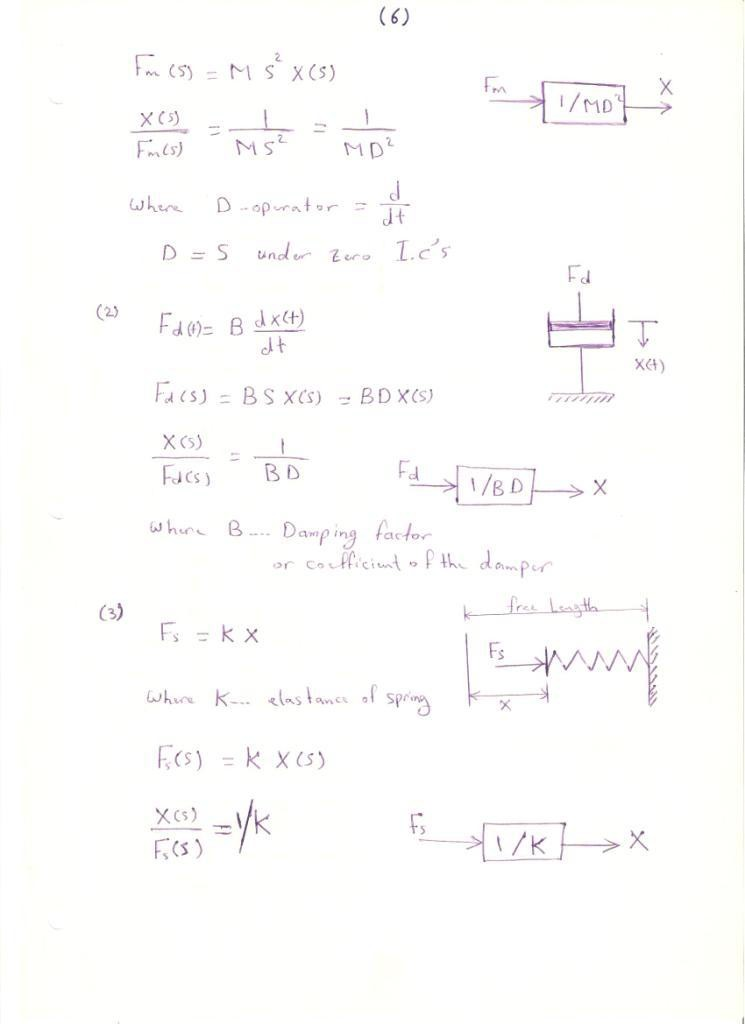 (6)
Fm(s) = M S² X(s)
Fm → 1/MD² → X
X(s)/Fm(s) = 1/MS² = 1/MD²
where D-operator = d/dt
D = S under zero I.C's
(2) Fd(t) = B dx(t)/dt
Fd
x(t)
Fd(s) = BS X(s) = BD X(s)
X(s)/Fd(s) = 1/BD
Fd → 1/BD → X
where B.... Damping factor
or coefficient of the damper
(3) Fs = K X
free Length
Fs
x
where K--- elastance of spring
Fs(s) = K X(s)
X(s)/Fs(s) = 1/K
Fs → 1/K → X